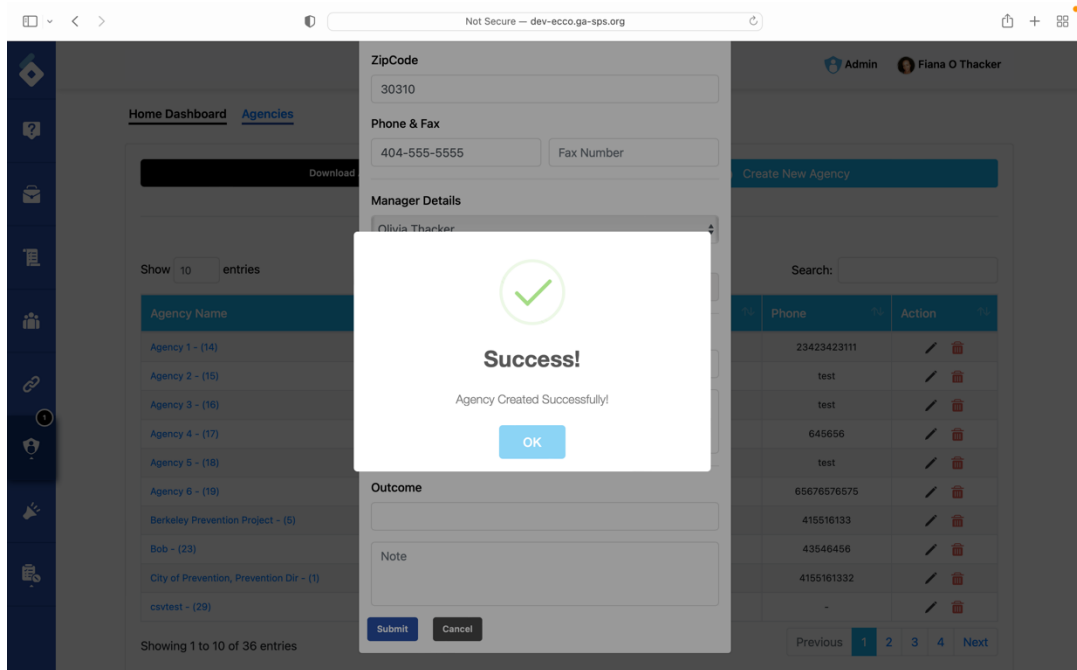 Not Secure — dev-ecco.ga-sps.org
Admin
Fiana O Thacker
Home Dashboard
Agencies
ZipCode
30310
Phone & Fax
404-555-5555
Fax Number
Download
Create New Agency
Manager Details
Olivia Thacker
Show 10 entries
Search:
Agency Name
Phone
Action
Agency 1 - (14)
23423423111
Agency 2 - (15)
test
Agency 3 - (16)
test
Agency 4 - (17)
645656
Agency 5 - (18)
test
Agency 6 - (19)
65676576575
Berkeley Prevention Project - (5)
415516133
Bob - (23)
43546456
City of Prevention, Prevention Dir - (1)
4155161332
csvtest - (29)
-
1
Success!
Agency Created Successfully!
OK
Outcome
Note
Submit
Cancel
Showing 1 to 10 of 36 entries
Previous 1 2 3 4 Next